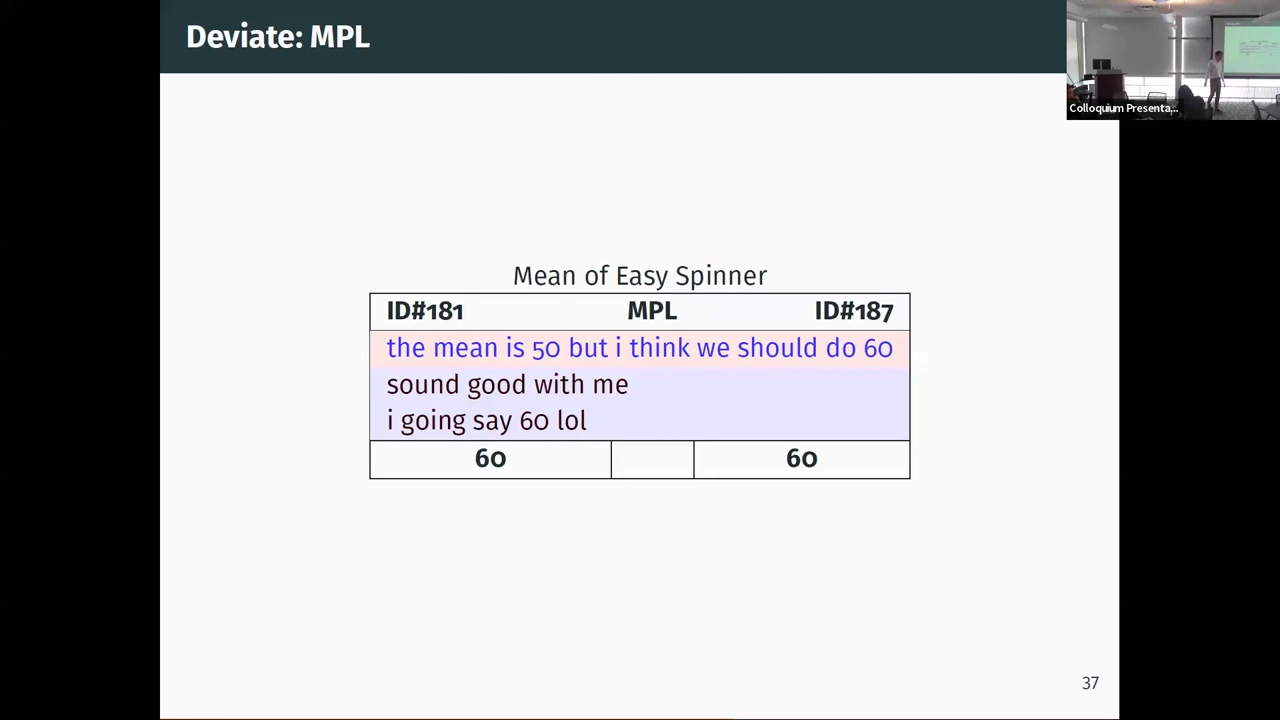 Deviate: MPL
Colloquium Presenta...
Mean of Easy Spinner
ID#181 MPL ID#187
the mean is 50 but i think we should do 60
sound good with me
i going say 60 lol
60 60
37